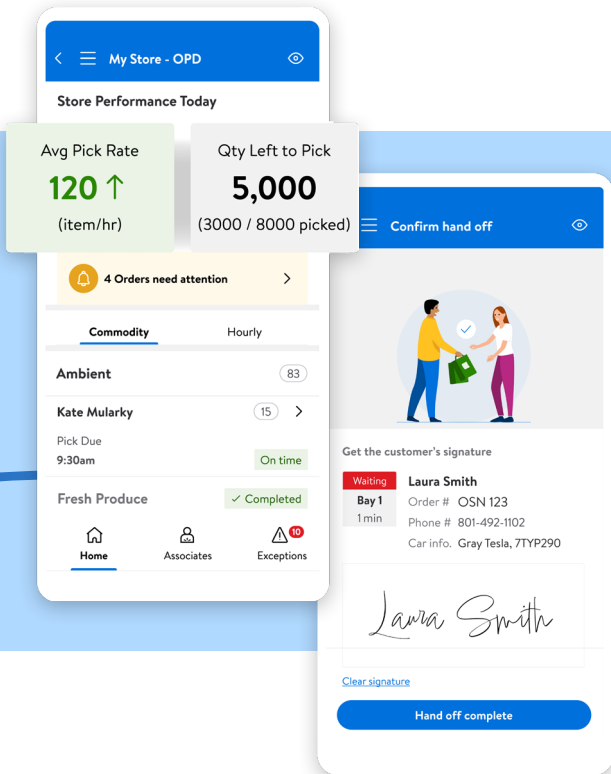 My Store - OPD
Store Performance Today
Avg Pick Rate
120 ↑
(item/hr)
Qty Left to Pick
5,000
(3000 / 8000 picked)
4 Orders need attention
Commodity Hourly
Ambient 83
Kate Mularky 15
Pick Due
9:30am On time
Fresh Produce ✓ Completed
10
Home Associates Exceptions
Confirm hand off
Get the customer's signature
Waiting Laura Smith
Bay 1 Order # OSN 123
1 min Phone # 801-492-1102
Car info. Gray Tesla, 7TYP290
Laura Smith
Clear signature
Hand off complete